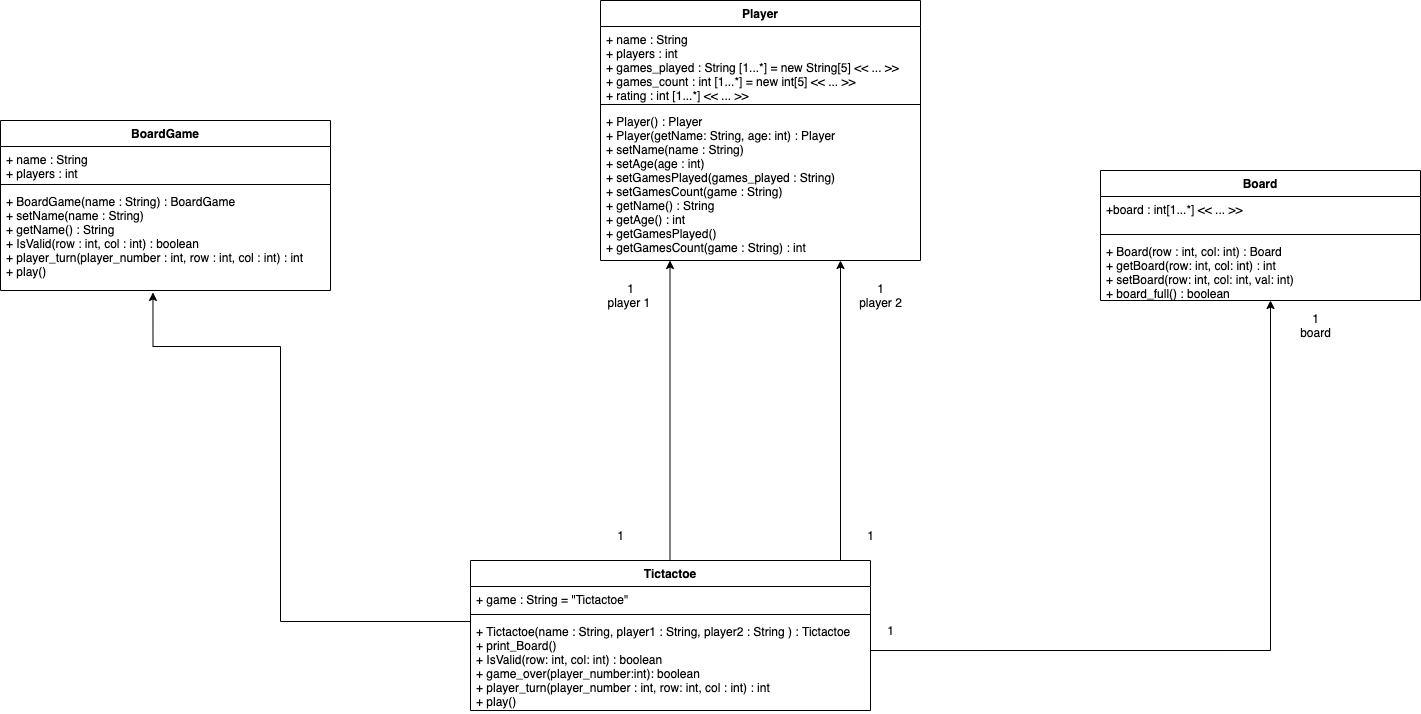 Player
+ name : String
+ players : int
+ games_played : String [1...*] = new String[5] << ... >>
+ games_count : int [1...*] = new int[5] << ... >>
+ rating : int [1...*] << ... >>
+ Player() : Player
+ Player(getName: String, age: int) : Player
+ setName(name : String)
+ setAge(age : int)
+ setGamesPlayed(games_played : String)
+ setGamesCount(game : String)
+ getName() : String
+ getAge() : int
+ getGamesPlayed()
+ getGamesCount(game : String) : int
BoardGame
+ name : String
+ players : int
+ BoardGame(name : String) : BoardGame
+ setName(name : String)
+ getName() : String
+ IsValid(row : int, col : int) : boolean
+ player_turn(player_number : int, row : int, col : int) : int
+ play()
Board
+board : int[1...*] << ... >>
+ Board(row : int, col: int) : Board
+ getBoard(row: int, col: int) : int
+ setBoard(row: int, col: int, val: int)
+ board_full() : boolean
1
player 1
1
player 2
1
board
1
1
Tictactoe
+ game : String = "Tictactoe"
+ Tictactoe(name : String, player1 : String, player2 : String ) : Tictactoe
+ print_Board()
+ IsValid(row: int, col: int) : boolean
+ game_over(player_number:int): boolean
+ player_turn(player_number : int, row: int, col : int) : int
+ play()
1